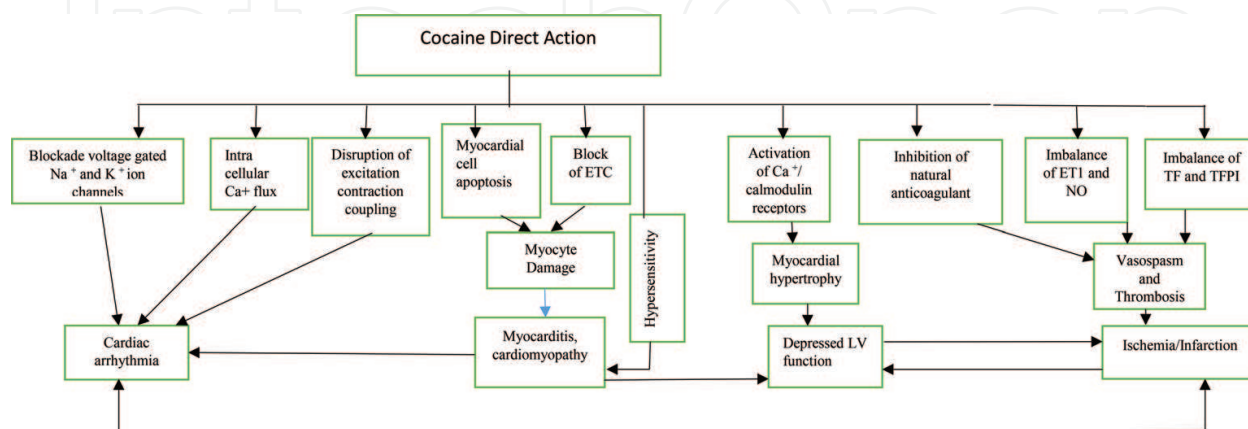 Cocaine Direct Action
Blockade voltage gated
Na + and K + ion
channels
Intra
cellular
Ca+ flux
Disruption of
excitation contraction
coupling
Myocardial
cell
apoptosis
Block
of ETC
Hypersensitivity
Activation
of Ca +/
calmodulin
receptors
Inhibition of
natural
anticoagulant
Imbalance
of ET1 and
NO
Imbalance of
TF and TFPI
Myocyte
Damage
Myocardial
hypertrophy
Vasospasm
and
Thrombosis
Cardiac
arrhythmia
Myocarditis,
cardiomyopathy
Depressed LV
function
Ischemia/Infarction